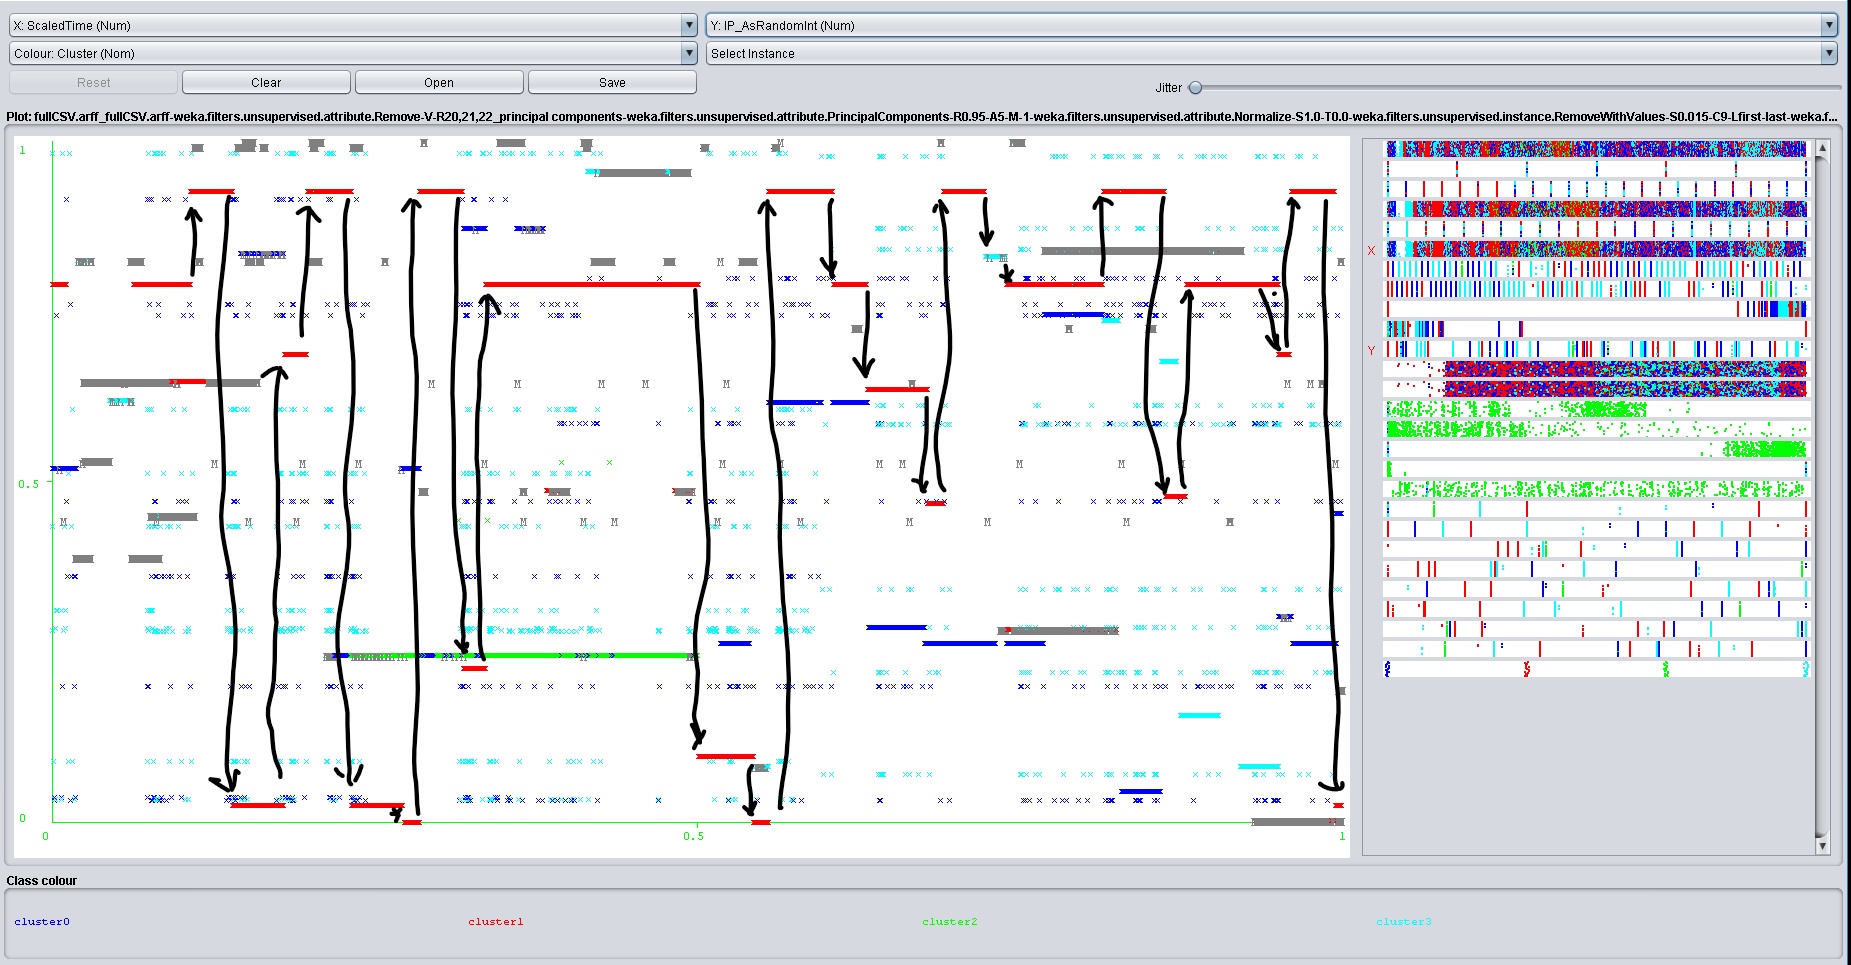 X: ScaledTime (Num)
Y: IP_AsRandomInt (Num)
Colour: Cluster (Nom)
Select Instance
Reset
Clear
Open
Save
Jitter
Plot: fullCSV.arff_fullCSV.arff-weka.filters.unsupervised.attribute.Remove-V-R20,21,22_principal components-weka.filters.unsupervised.attribute.PrincipalComponents-R0.95-A5-M-1-weka.filters.unsupervised.attribute.Normalize-S1.0-T0.0-weka.filters.unsupervised.instance.RemoveWithValues-S0.015-C9-Lfirst-last-weka.f...
1
0.5
0
0
0.5
1
X
Y
Class colour
cluster0
cluster1
cluster2
cluster3